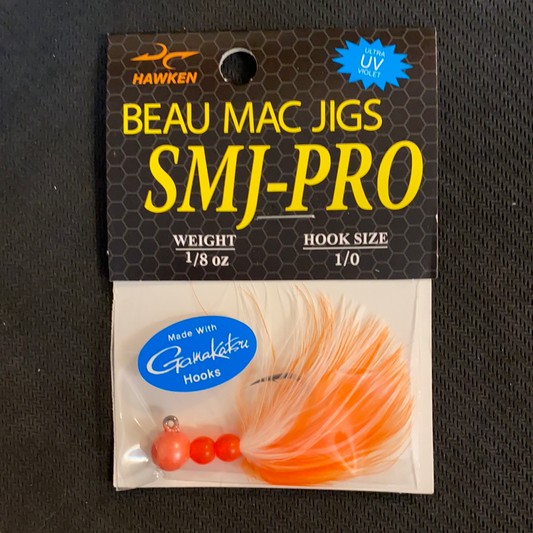 HAWKEN
ULTRA
UV
VIOLET
BEAU MAC JIGS
SMJ-PRO
WEIGHT
1/8 oz
HOOK SIZE
1/0
Made With
Gamakatsu
Hooks